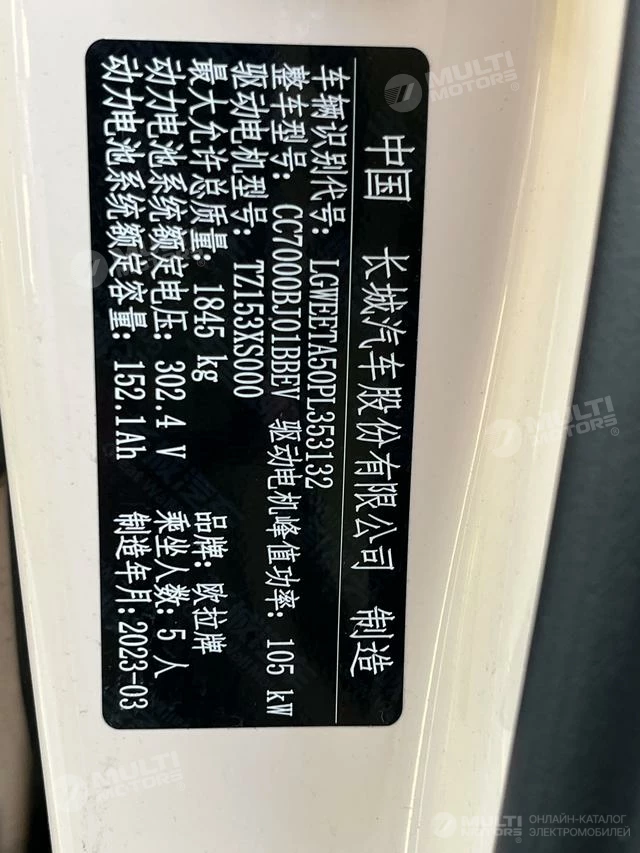 中国 长城汽车股份有限公司 制造
车辆识别代号: LGWEETA50PL353132
整车型号: CC7000BJ01BBEV 驱动电机峰值功率: 105 kW
驱动电机型号: TZ153XS000
最大允许总质量: 1845 kg 品牌: 欧拉牌
动力电池系统额定电压: 302.4 V 乘坐人数: 5 人
动力电池系统额定容量: 152.1Ah 制造年月: 2023-03
MULTI MOTORS®
MULTI MOTORS®
MULTI MOTORS®
MULTI MOTORS®
MULTI MOTORS®
ОНЛАЙН-КАТАЛОГ
ЭЛЕКТРОМОБИЛЕЙ